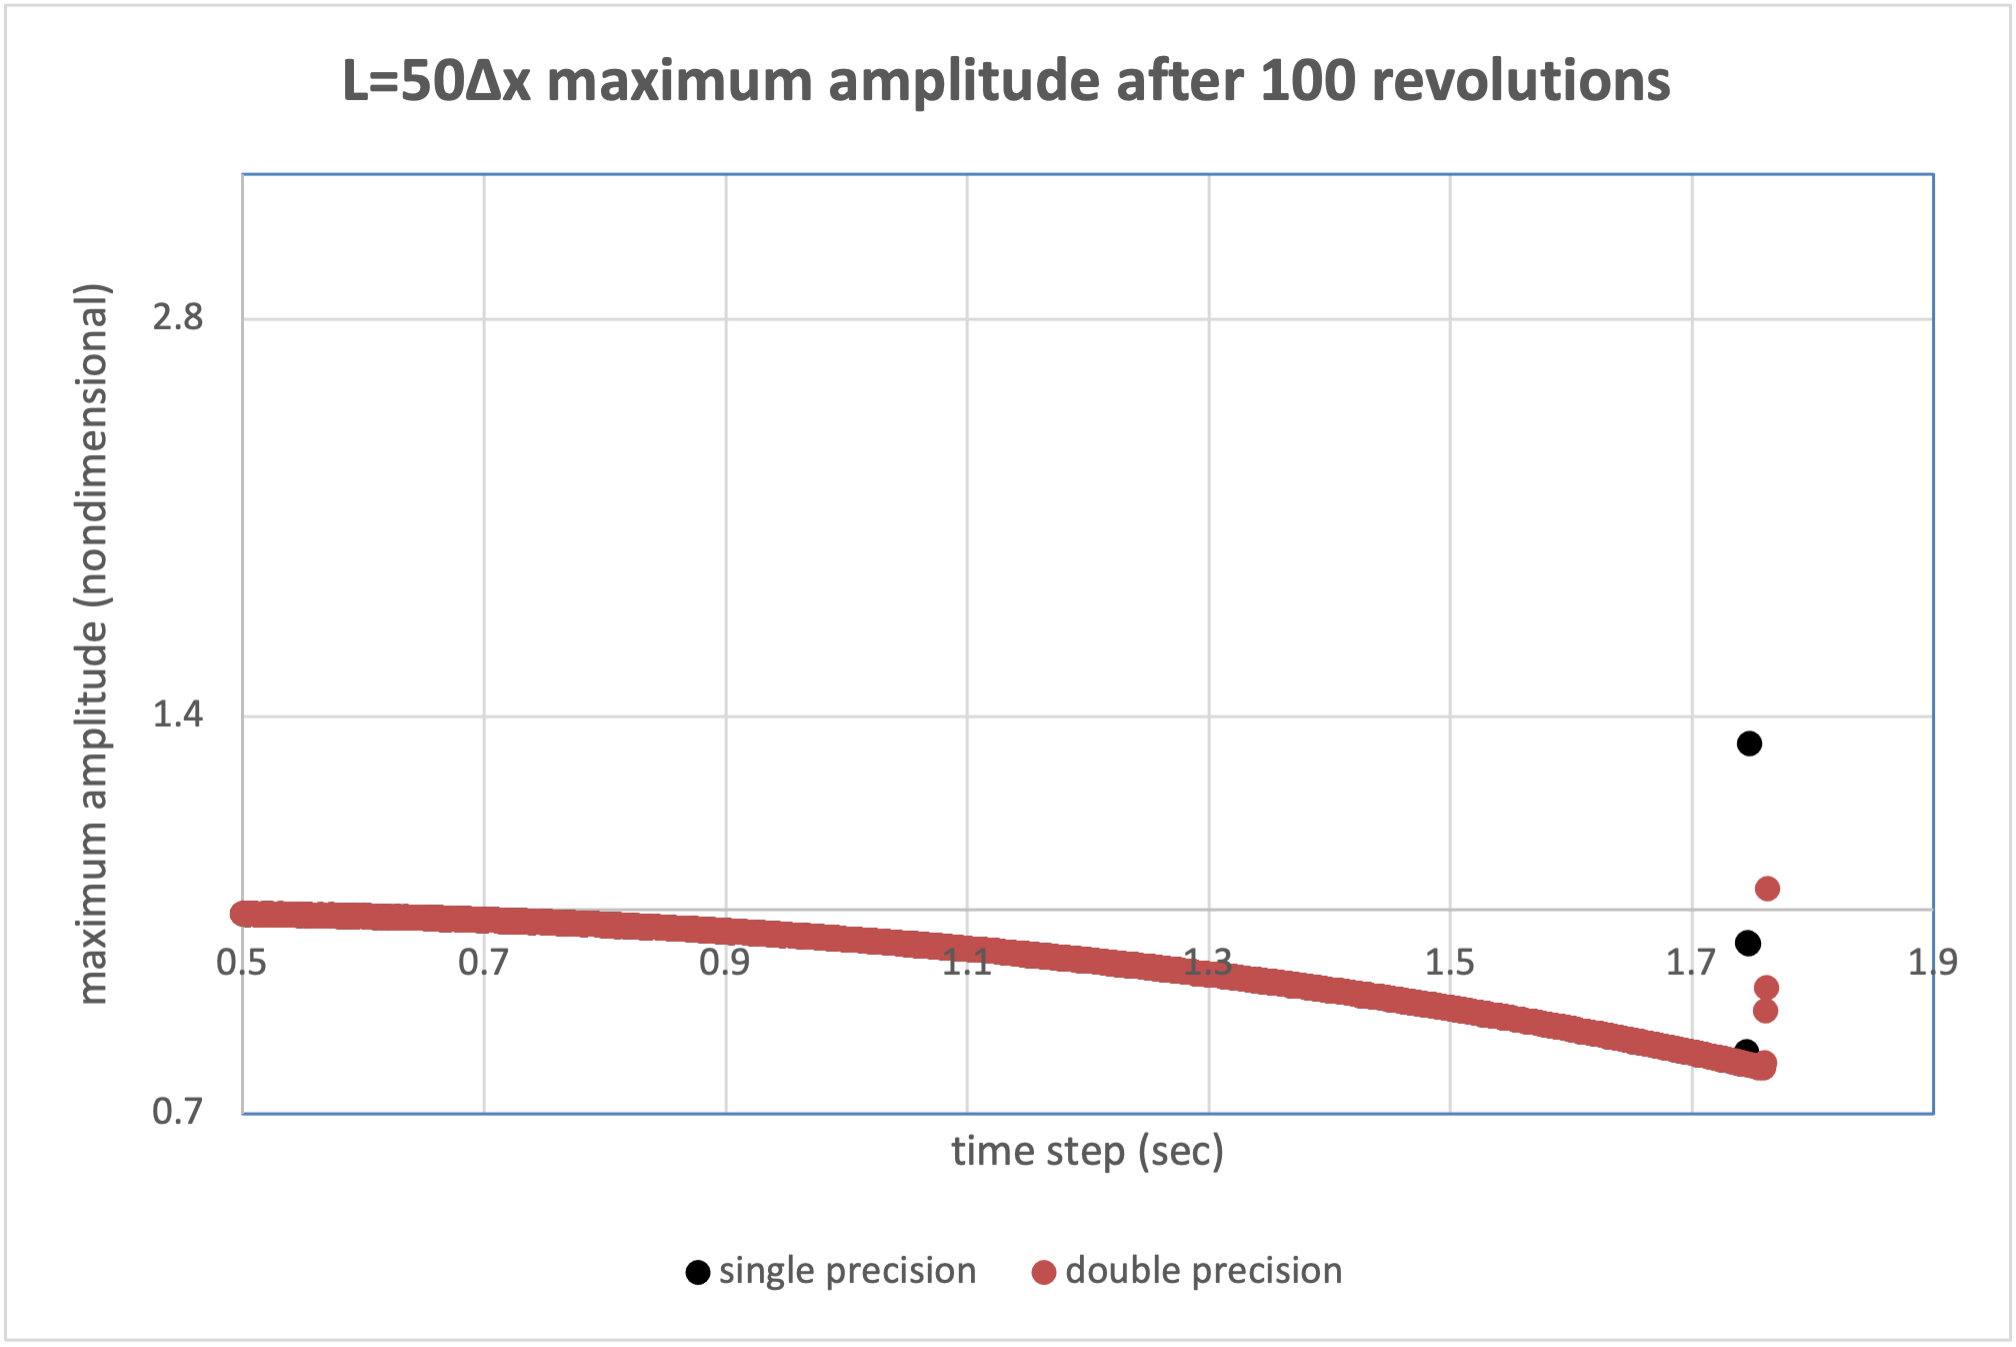 L=50Δx maximum amplitude after 100 revolutions
maximum amplitude (nondimensional)
2.8
1.4
0.5 0.7 0.9 1.1 1.3 1.5 1.7 1.9
0.7
time step (sec)
single precision double precision